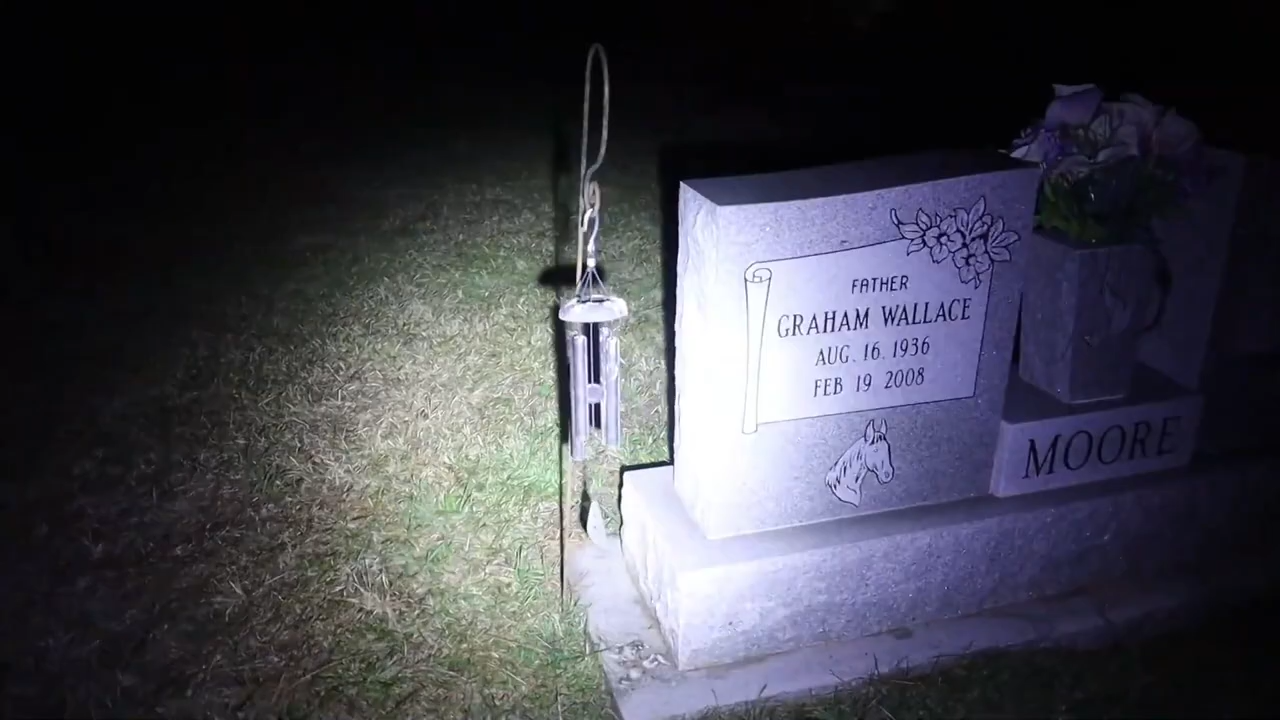 FATHER
GRAHAM WALLACE
AUG. 16. 1936
FEB 19 2008
MOORE